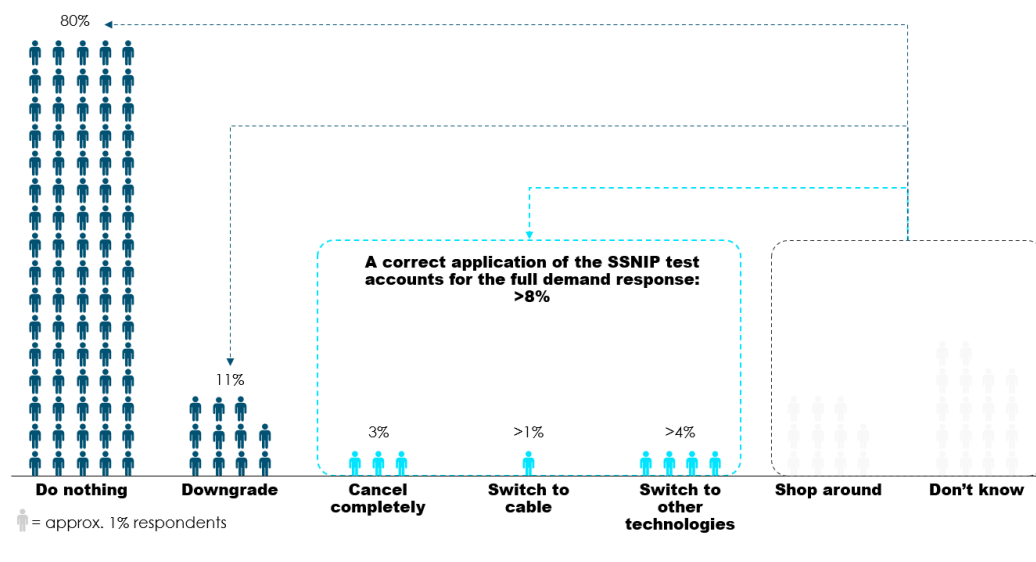 80%
A correct application of the SSNIP test
accounts for the full demand response:
>8%
11%
3%
>1%
>4%
Do nothing
Downgrade
Cancel
completely
Switch to
cable
Switch to
other
technologies
Shop around
Don't know
= approx. 1% respondents